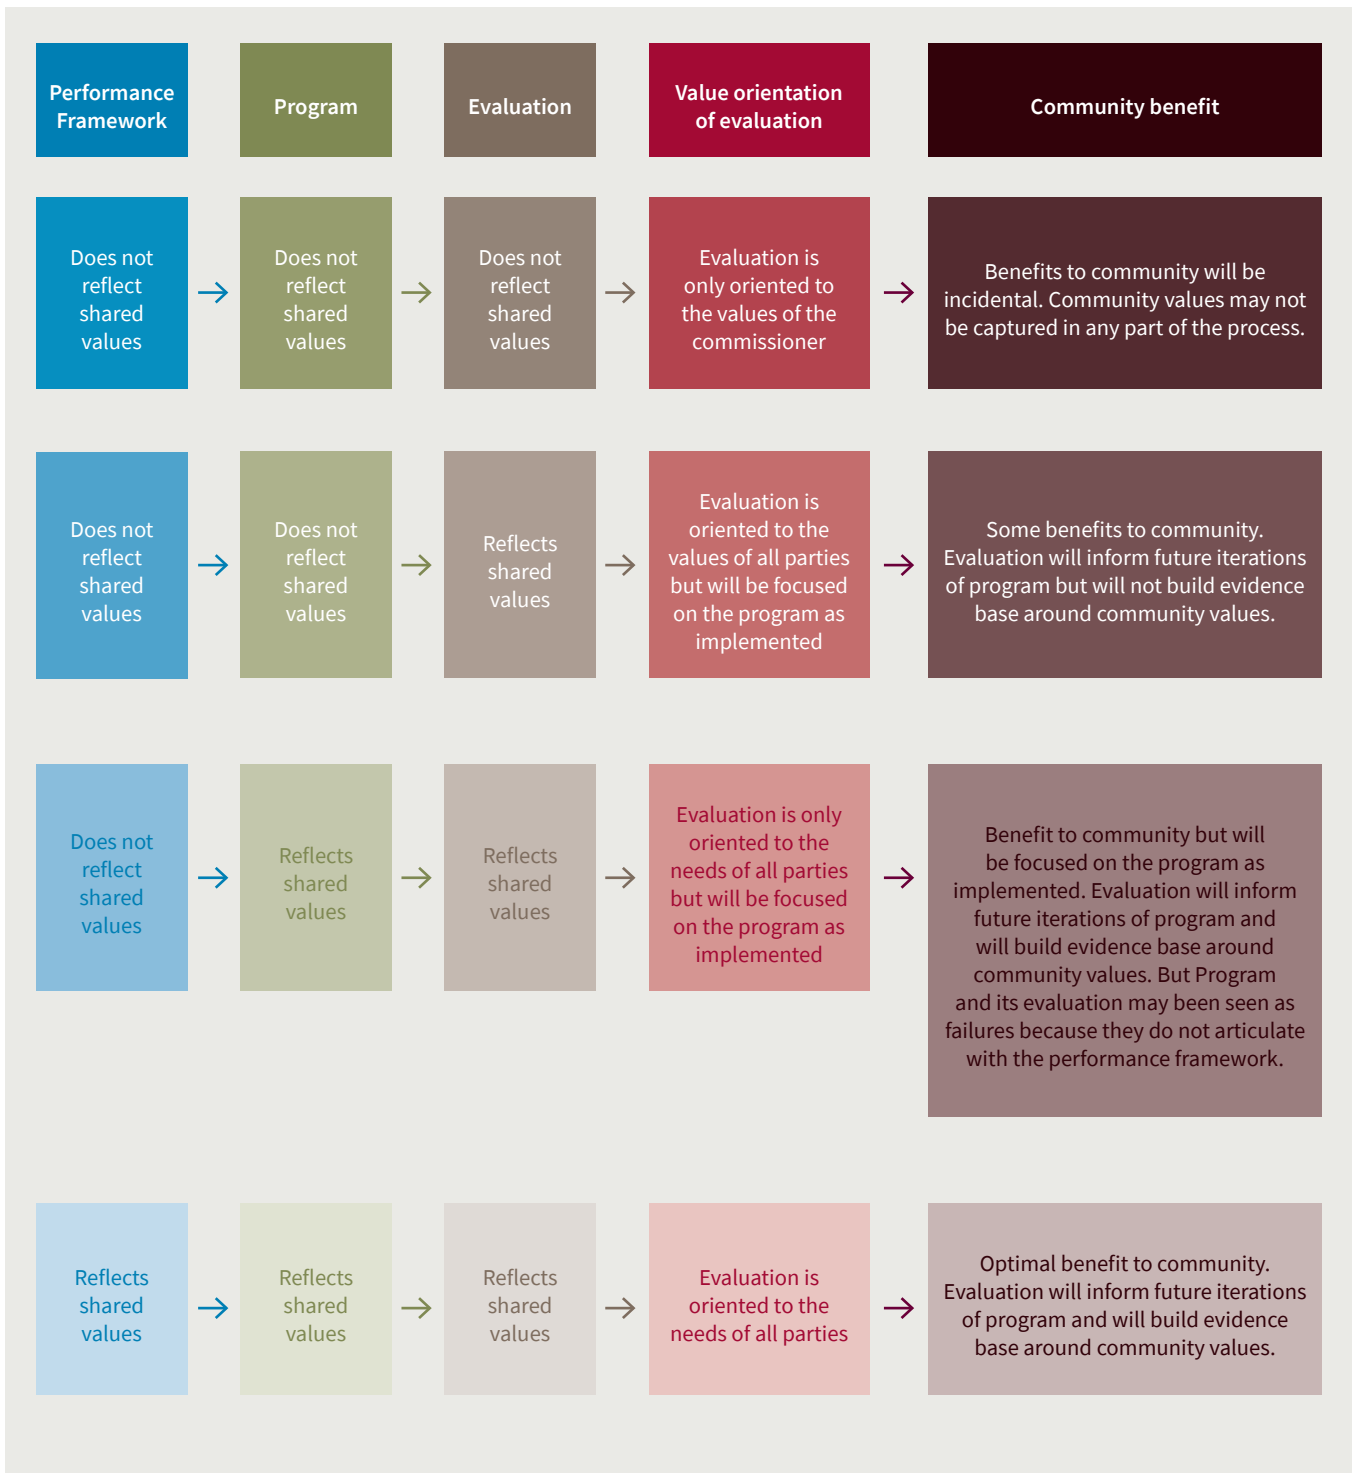 Performance
Framework
Program
Evaluation
Value orientation
of evaluation
Community benefit
Does not
reflect
shared
values
Does not
reflect
shared
values
Does not
reflect
shared
values
Evaluation is
only oriented to
the values of the
commissioner
Benefits to community will be
incidental. Community values may not
be captured in any part of the process.
Does not
reflect
shared
values
Does not
reflect
shared
values
Reflects
shared
values
Evaluation is
oriented to the
values of all parties
but will be focused
on the program as
implemented
Some benefits to community.
Evaluation will inform future iterations
of program but will not build evidence
base around community values.
Does not
reflect
shared
values
Reflects
shared
values
Reflects
shared
values
Evaluation is only
oriented to the
needs of all parties
but will be focused
on the program as
implemented
Benefit to community but will
be focused on the program as
implemented. Evaluation will inform
future iterations of program and
will build evidence base around
community values. But Program
and its evaluation may been seen as
failures because they do not articulate
with the performance framework.
Reflects
shared
values
Reflects
shared
values
Reflects
shared
values
Evaluation is
oriented to the
needs of all parties
Optimal benefit to community.
Evaluation will inform future iterations
of program and will build evidence
base around community values.